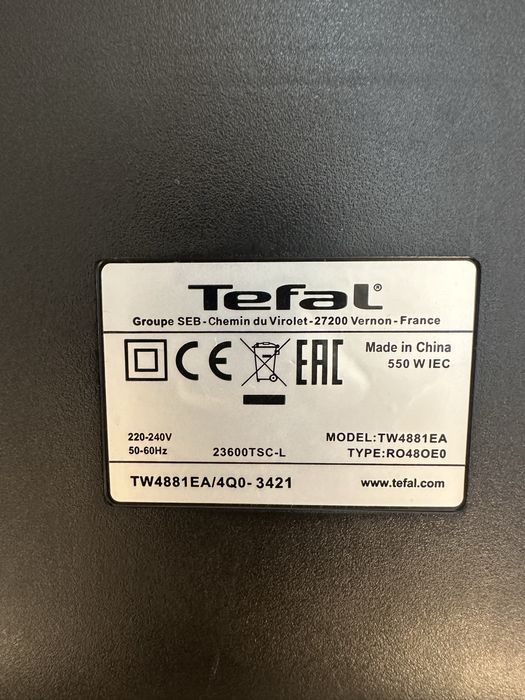 Tefal®
Groupe SEB-Chemin du Virolet-27200 Vernon-France
CE EAC Made in China
550 W IEC
220-240V
50-60Hz 23600TSC-L MODEL:TW4881EA
TYPE:RO48OE0
TW4881EA/4Q0- 3421 www.tefal.com